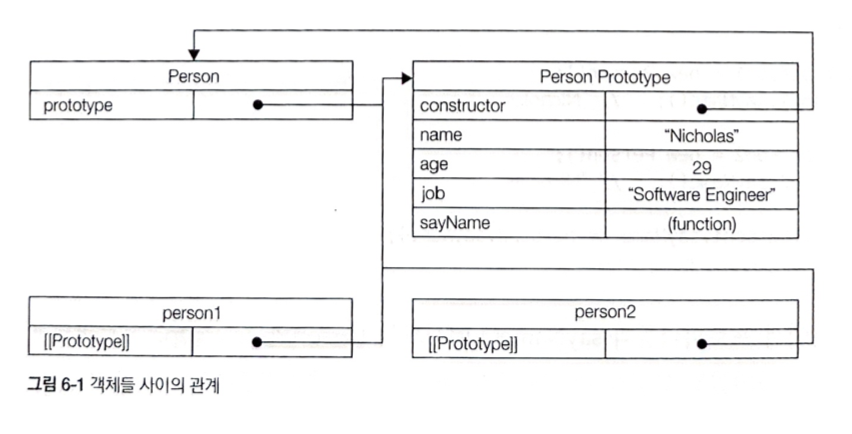 Person
prototype
Person Prototype
constructor
name "Nicholas"
age 29
job "Software Engineer"
sayName (function)
person1
[[Prototype]]
person2
[[Prototype]]
그림 6-1 객체들 사이의 관계